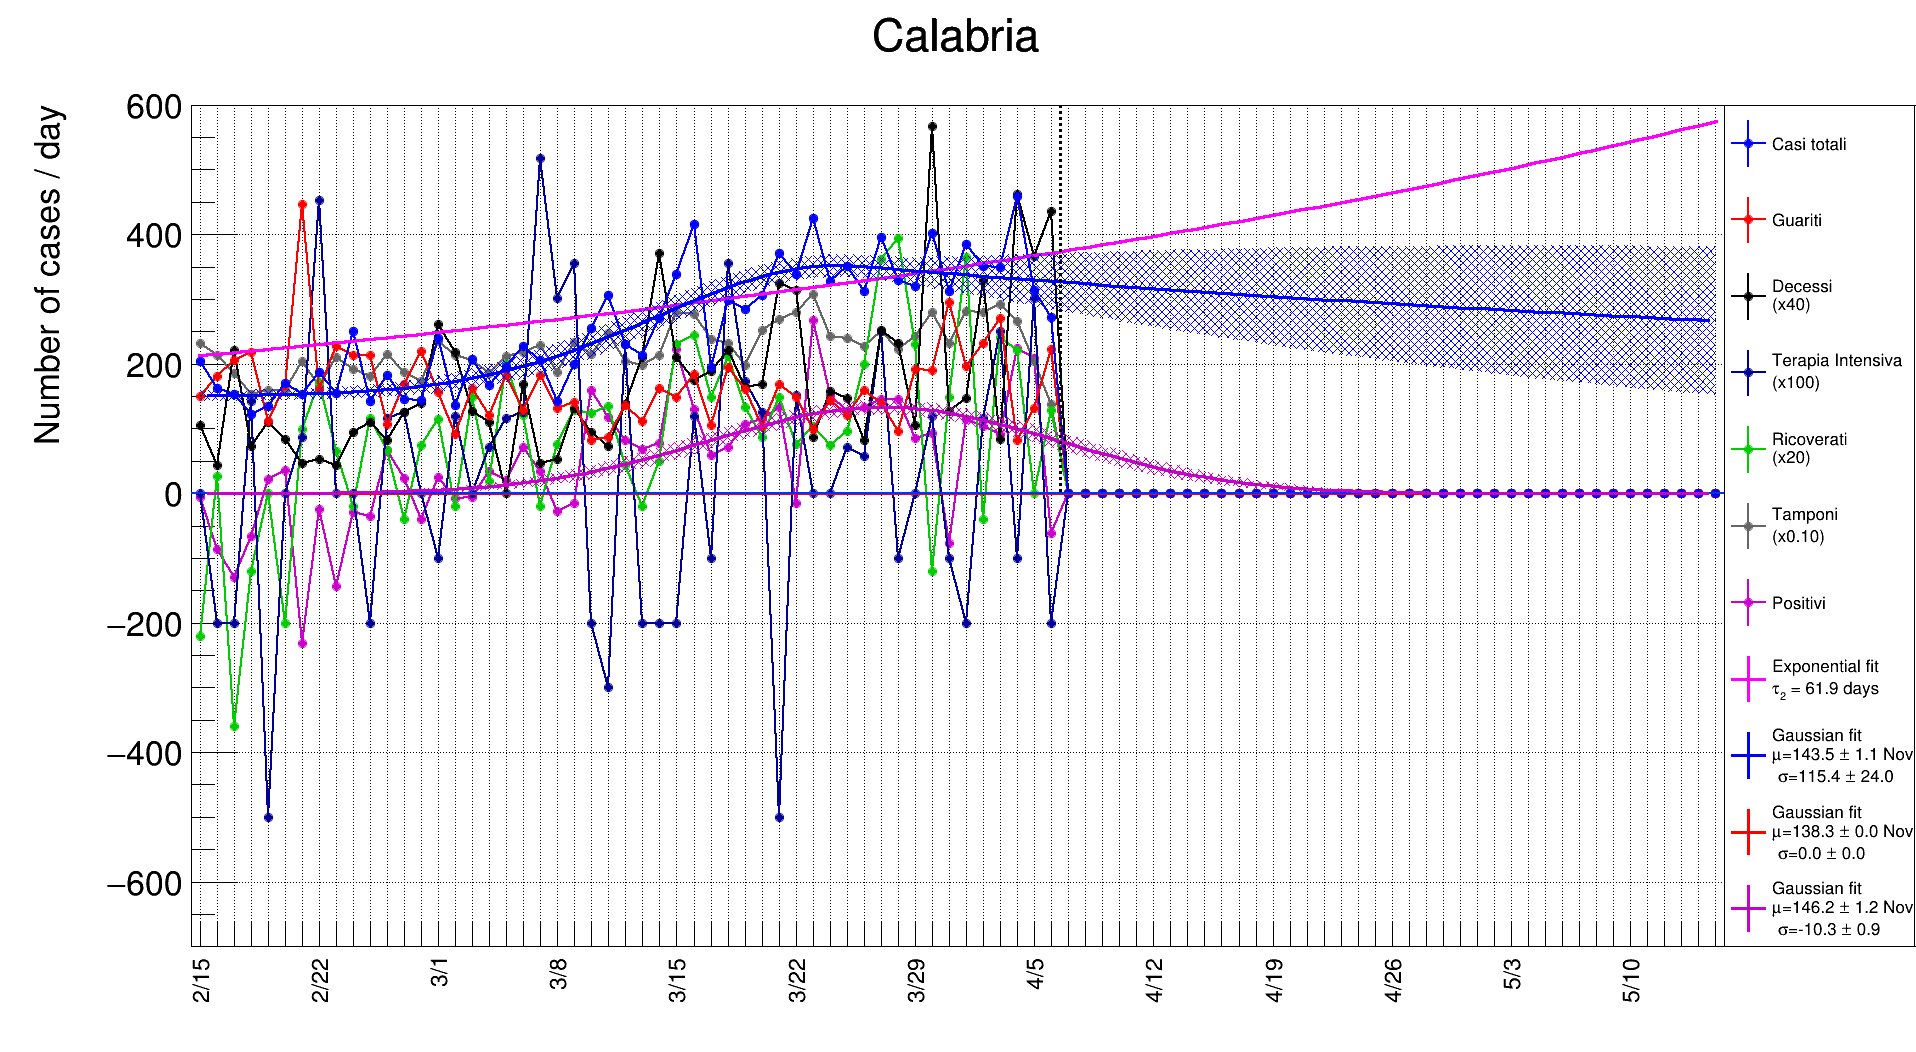 Calabria
Number of cases / day
600
400
200
0
−200
−400
−600
2/15
2/22
3/1
3/8
3/15
3/22
3/29
4/5
4/12
4/19
4/26
5/3
5/10
Casi totali
Guariti
Decessi
(x40)
Terapia Intensiva
(x100)
Ricoverati
(x20)
Tamponi
(x0.10)
Positivi
Exponential fit
τ2 = 61.9 days
Gaussian fit
μ=143.5 ± 1.1 Nov
σ=115.4 ± 24.0
Gaussian fit
μ=138.3 ± 0.0 Nov
σ=0.0 ± 0.0
Gaussian fit
μ=146.2 ± 1.2 Nov
σ=-10.3 ± 0.9